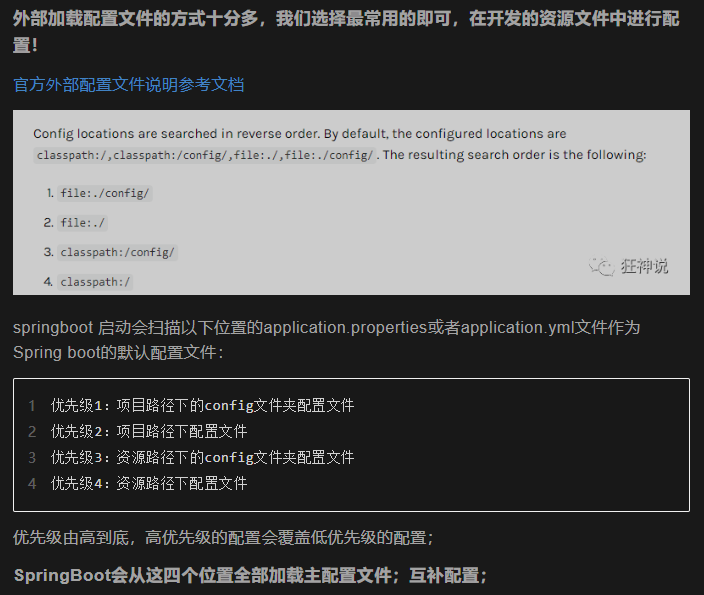 外部加载配置文件的方式十分多，我们选择最常用的即可，在开发的资源文件中进行配
置！
官方外部配置文件说明参考文档
Config locations are searched in reverse order. By default, the configured locations are
classpath:/,classpath:/config/,file:./,file:./config/. The resulting search order is the following:
1. file:./config/
2. file:./
3. classpath:/config/
4. classpath:/
狂神说
springboot 启动会扫描以下位置的application.properties或者application.yml文件作为
Spring boot的默认配置文件：
1 优先级1：项目路径下的config文件夹配置文件
2 优先级2：项目路径下配置文件
3 优先级3：资源路径下的config文件夹配置文件
4 优先级4：资源路径下配置文件
优先级由高到底，高优先级的配置会覆盖低优先级的配置；
SpringBoot会从这四个位置全部加载主配置文件；互补配置；